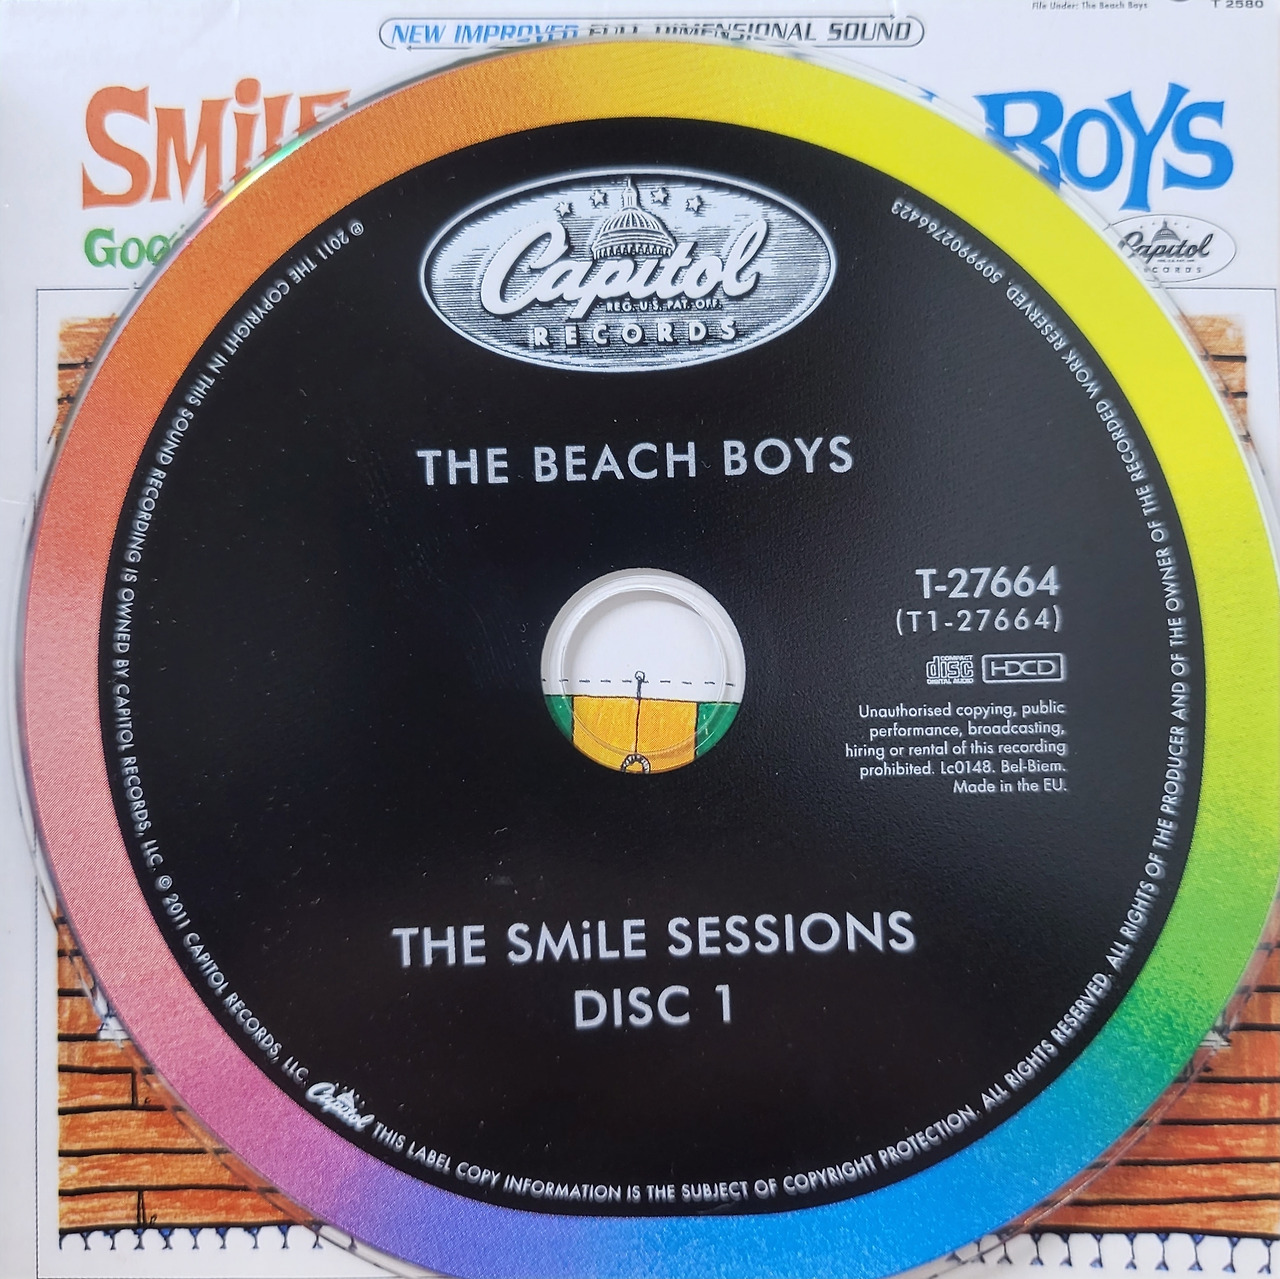 File Under: The Beach Boys
T 2580
NEW IMPROVED FULL DIMENSIONAL SOUND
SMiLE
BOYS
GOO
Capitol
RECORDS
Capitol
REG. U.S. PAT. OFF.
RECORDS
THE BEACH BOYS
T-27664
(T1-27664)
COMPACT
disc
DIGITAL AUDIO
HDCD
Unauthorised copying, public
performance, broadcasting,
hiring or rental of this recording
prohibited. Lc0148. Bel-Biem.
Made in the EU.
THE SMiLE SESSIONS
DISC 1
℗ 2011 THE COPYRIGHT IN THIS SOUND RECORDING IS OWNED BY CAPITOL RECORDS, LLC. © 2011 CAPITOL RECORDS, LLC. Capitol THIS LABEL COPY INFORMATION IS THE SUBJECT OF COPYRIGHT PROTECTION. ALL RIGHTS RESERVED. ALL RIGHTS OF THE PRODUCER AND OF THE OWNER OF THE RECORDED WORK RESERVED. 5099902766423